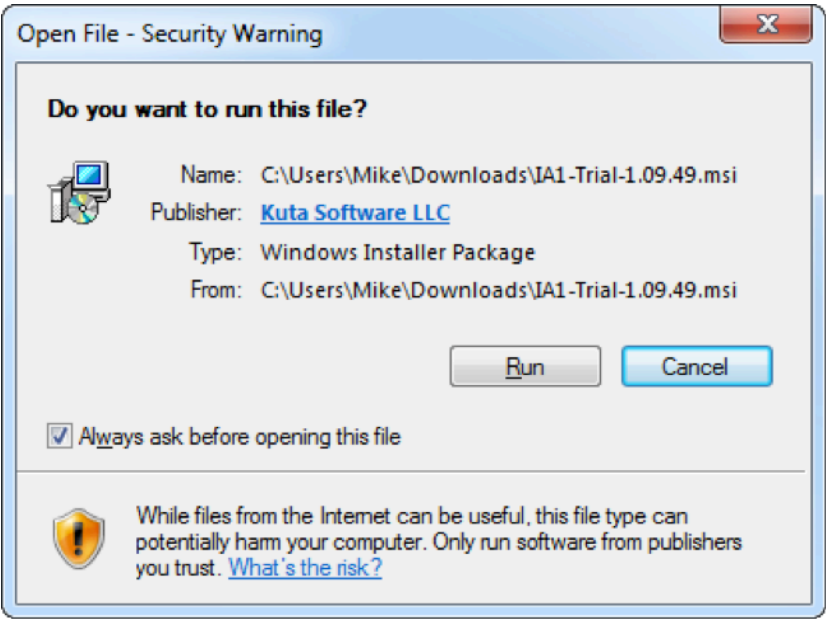 Open File - Security Warning
Do you want to run this file?
Name: C:\Users\Mike\Downloads\IA1-Trial-1.09.49.msi
Publisher: Kuta Software LLC
Type: Windows Installer Package
From: C:\Users\Mike\Downloads\IA1-Trial-1.09.49.msi
Run Cancel
Always ask before opening this file
While files from the Internet can be useful, this file type can
potentially harm your computer. Only run software from publishers
you trust. What's the risk?